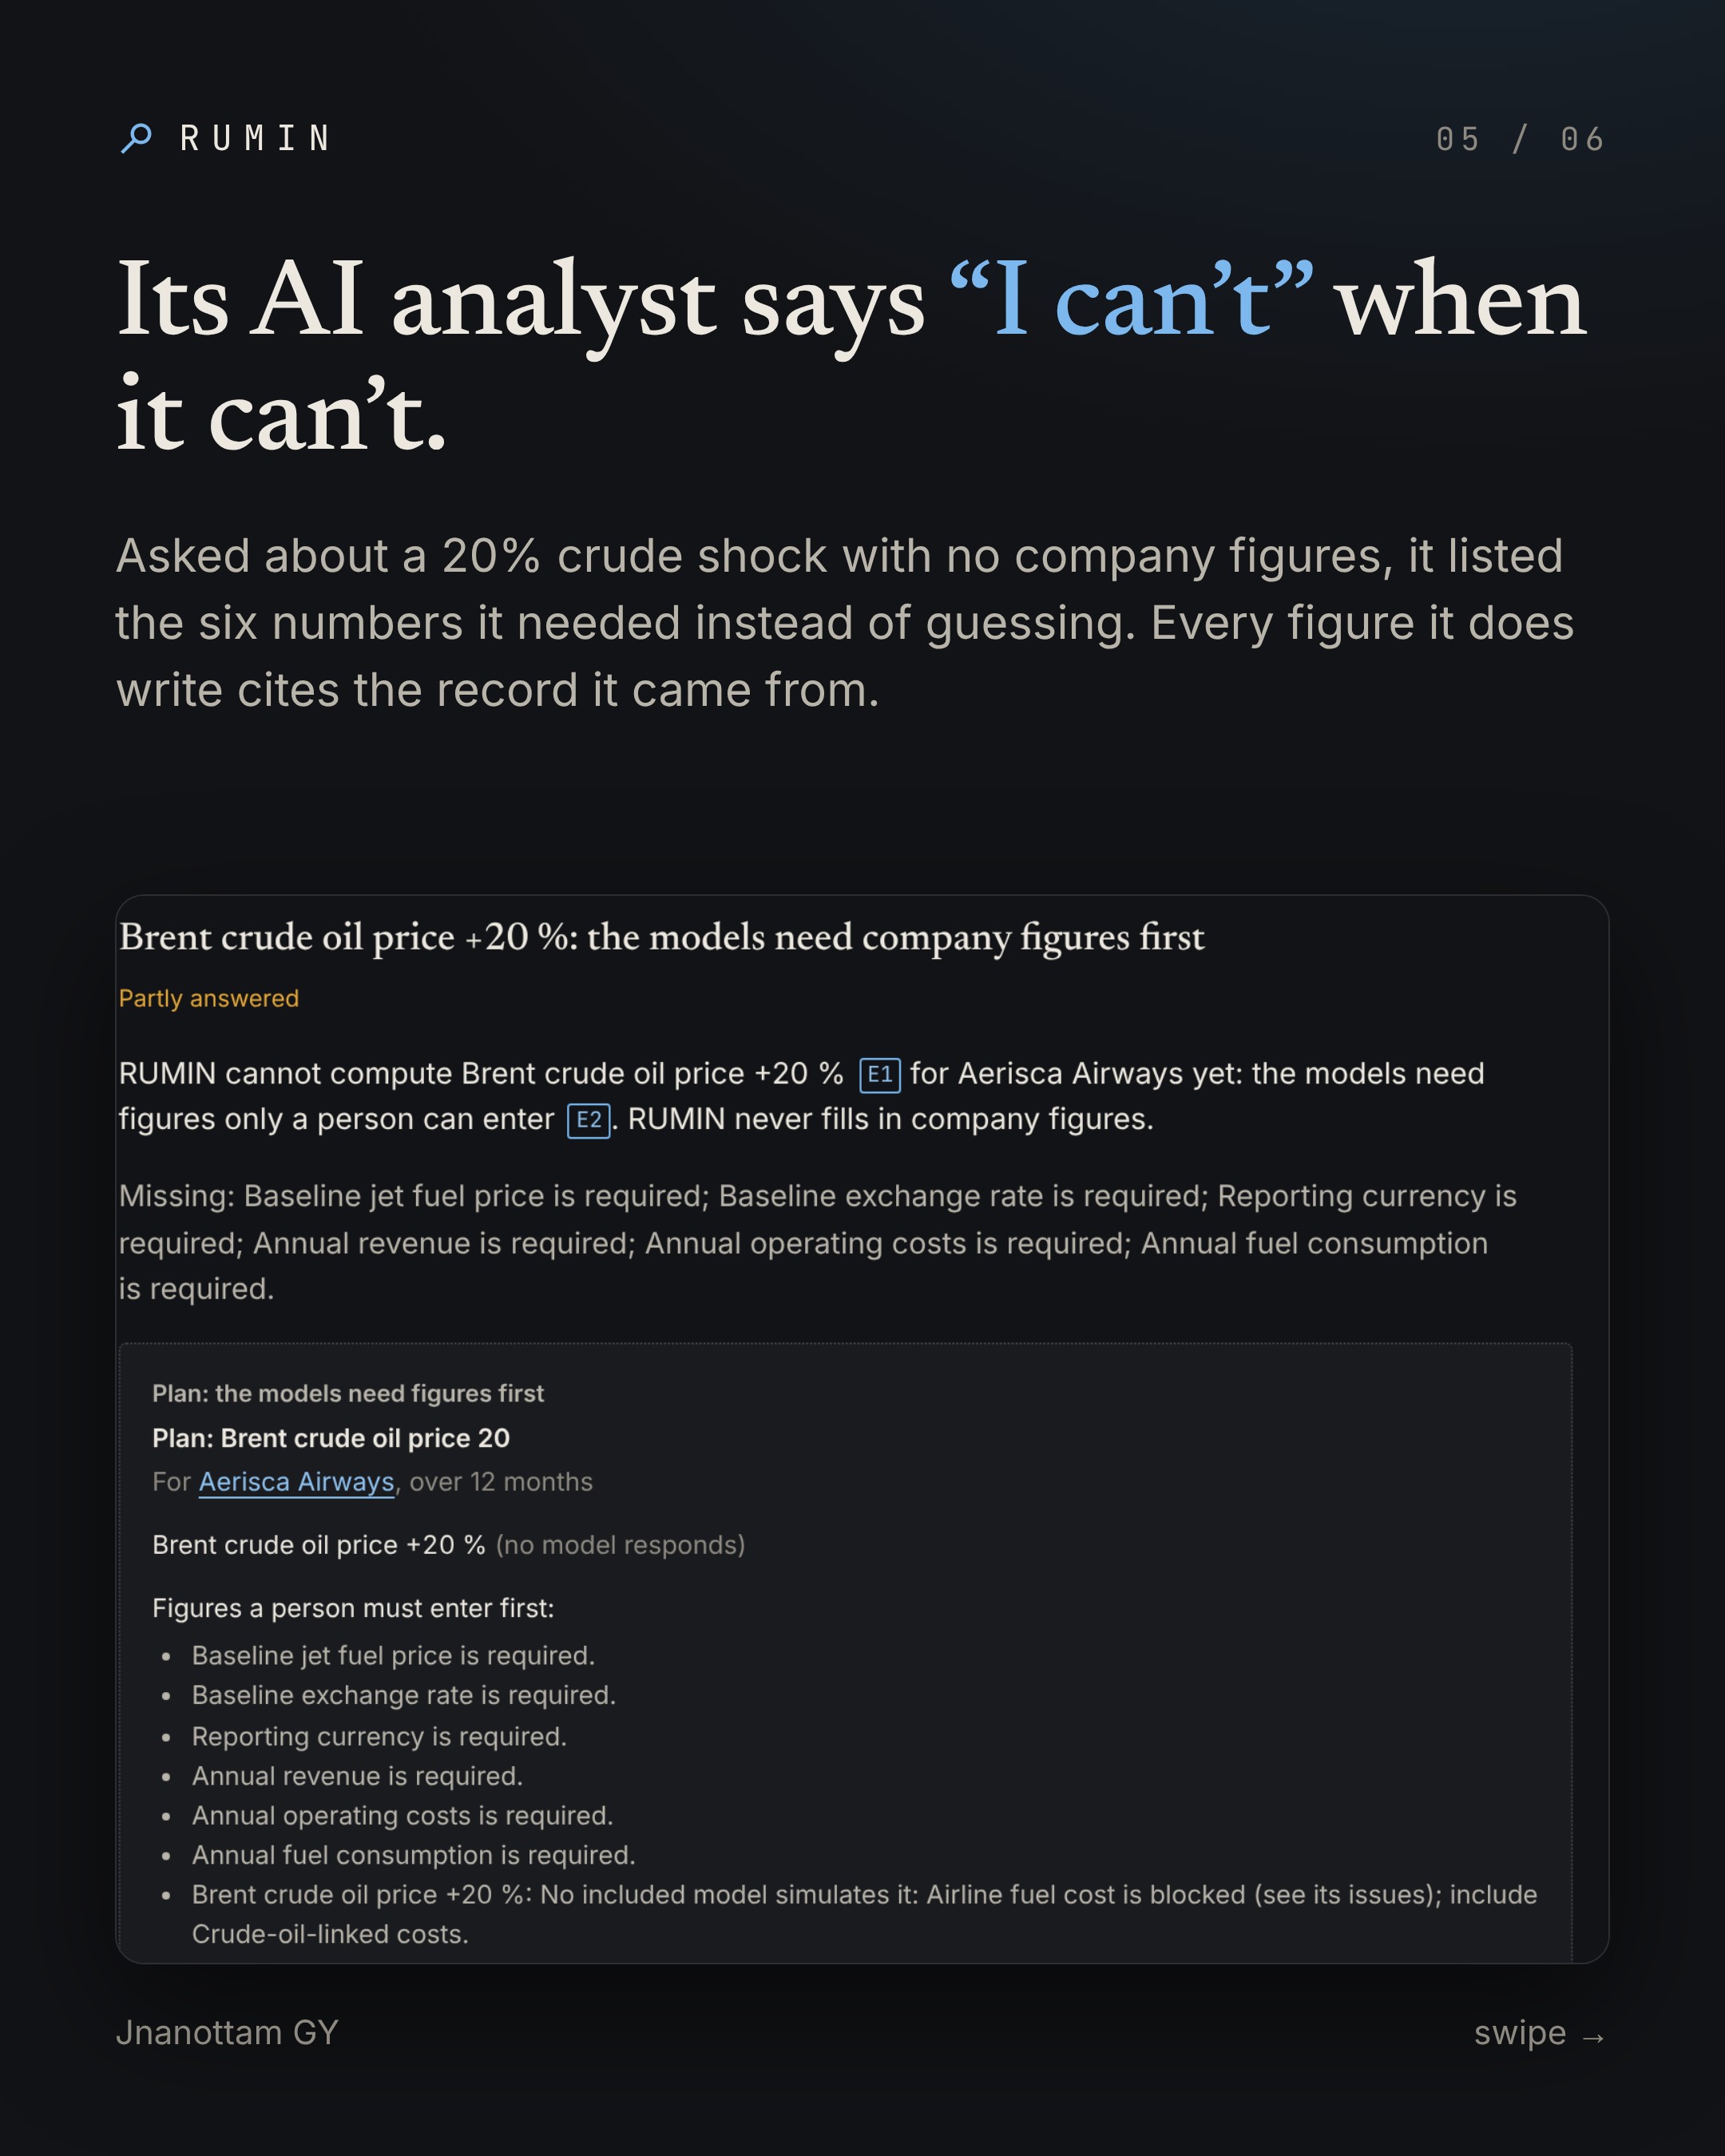 RUMIN
05 / 06
Its AI analyst says “I can’t” when
it can’t.
Asked about a 20% crude shock with no company figures, it listed
the six numbers it needed instead of guessing. Every figure it does
write cites the record it came from.
Brent crude oil price +20 %: the models need company figures first
Partly answered
RUMIN cannot compute Brent crude oil price +20 % E1 for Aerisca Airways yet: the models need
figures only a person can enter E2. RUMIN never fills in company figures.
Missing: Baseline jet fuel price is required; Baseline exchange rate is required; Reporting currency is
required; Annual revenue is required; Annual operating costs is required; Annual fuel consumption
is required.
Plan: the models need figures first
Plan: Brent crude oil price 20
For Aerisca Airways, over 12 months
Brent crude oil price +20 % (no model responds)
Figures a person must enter first:
• Baseline jet fuel price is required.
• Baseline exchange rate is required.
• Reporting currency is required.
• Annual revenue is required.
• Annual operating costs is required.
• Annual fuel consumption is required.
• Brent crude oil price +20 %: No included model simulates it: Airline fuel cost is blocked (see its issues); include
Crude-oil-linked costs.
Jnanottam GY
swipe →